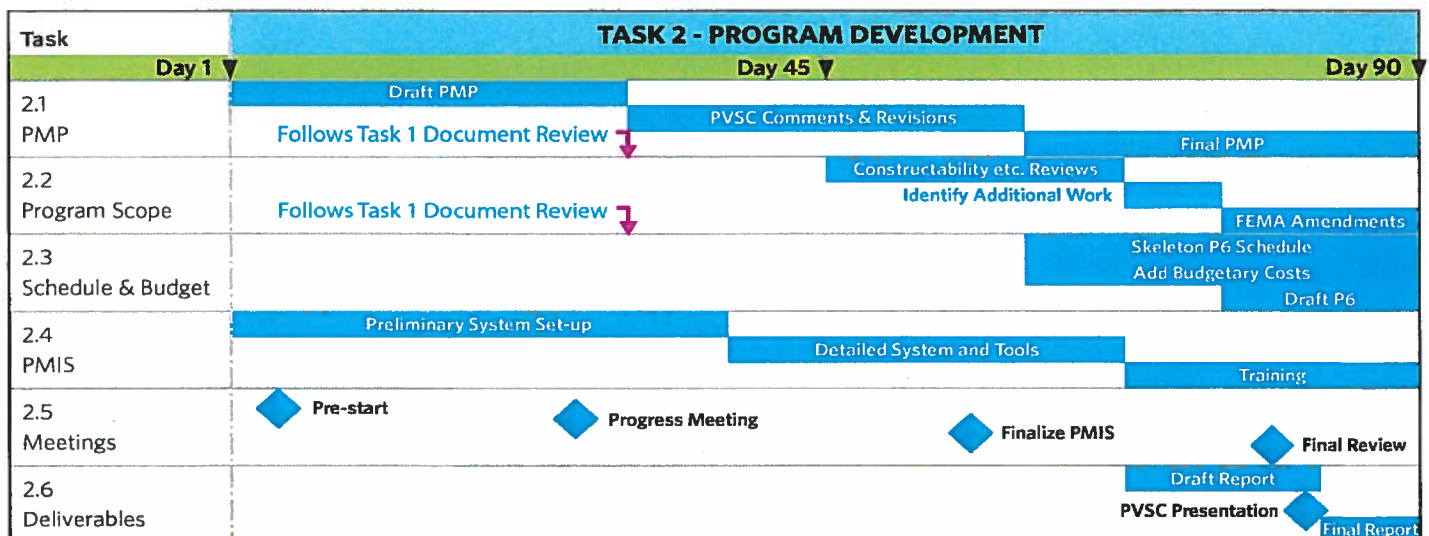 Task
TASK 2 - PROGRAM DEVELOPMENT
Day 1
Day 45
Day 90
2.1
PMP
Draft PMP
PVSC Comments & Revisions
Follows Task 1 Document Review
Final PMP
2.2
Program Scope
Constructability etc. Reviews
Identify Additional Work
Follows Task 1 Document Review
FEMA Amendments
2.3
Schedule & Budget
Skeleton P6 Schedule
Add Budgetary Costs
Draft P6
2.4
PMIS
Preliminary System Set-up
Detailed System and Tools
Training
2.5
Meetings
Pre-start
Progress Meeting
Finalize PMIS
Final Review
2.6
Deliverables
Draft Report
PVSC Presentation
Final Report